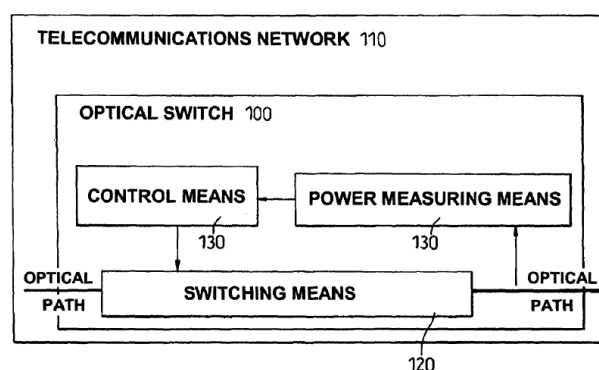 TELECOMMUNICATIONS NETWORK 110
OPTICAL SWITCH 100
CONTROL MEANS
130
POWER MEASURING MEANS
130
OPTICAL
PATH
SWITCHING MEANS
OPTICAL
PATH
120